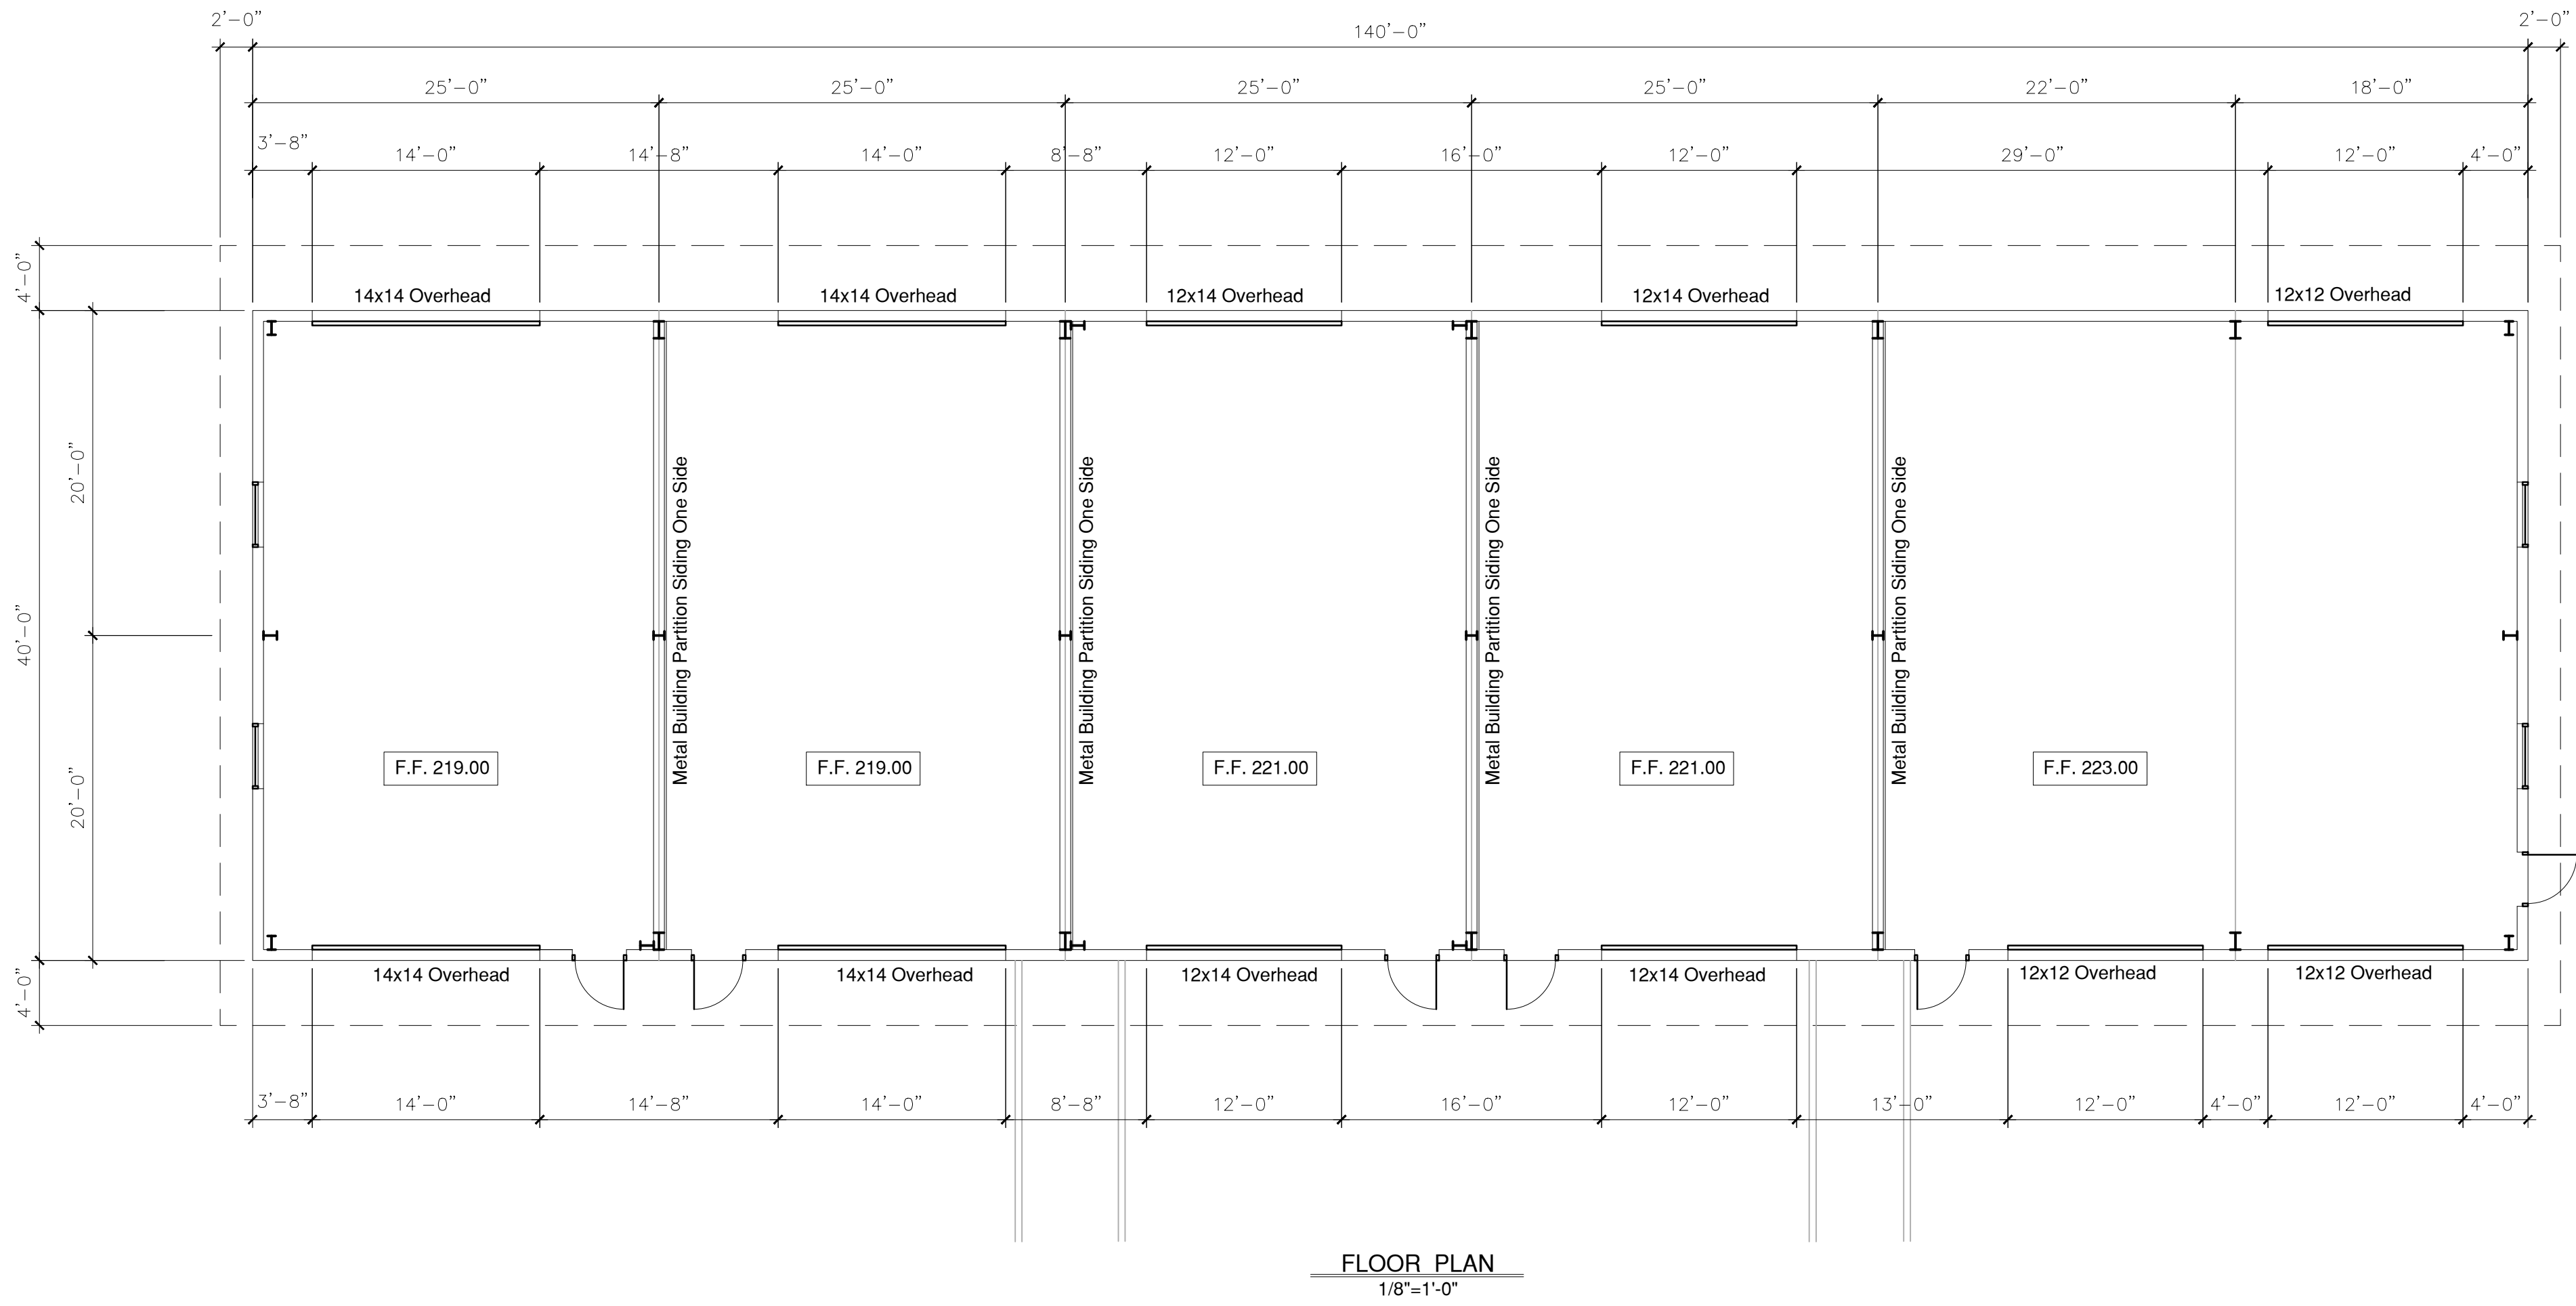 2'-0" 140'-0" 2'-0"
25'-0" 25'-0" 25'-0" 25'-0" 22'-0" 18'-0"
3'-8" 14'-0" 14'-8" 14'-0" 8'-8" 12'-0" 16'-0" 12'-0" 29'-0" 12'-0" 4'-0"
4'-0"
14x14 Overhead 14x14 Overhead 12x14 Overhead 12x14 Overhead 12x12 Overhead
20'-0"
40'-0"
20'-0"
4'-0"
Metal Building Partition Siding One Side
Metal Building Partition Siding One Side
Metal Building Partition Siding One Side
Metal Building Partition Siding One Side
F.F. 219.00 F.F. 219.00 F.F. 221.00 F.F. 221.00 F.F. 223.00
14x14 Overhead 14x14 Overhead 12x14 Overhead 12x14 Overhead 12x12 Overhead 12x12 Overhead
3'-8" 14'-0" 14'-8" 14'-0" 8'-8" 12'-0" 16'-0" 12'-0" 13'-0" 12'-0" 4'-0" 12'-0" 4'-0"
FLOOR PLAN
1/8"=1'-0"